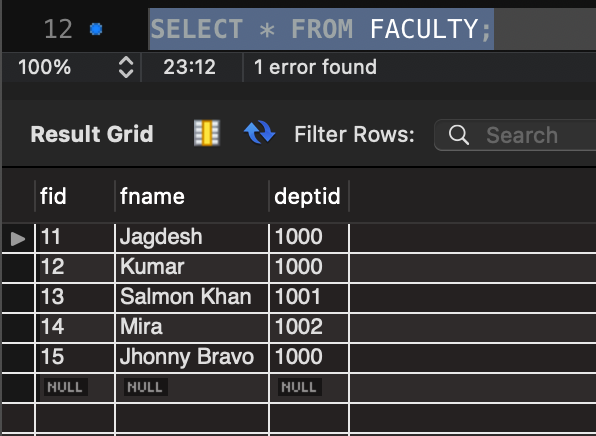 12 SELECT * FROM FACULTY;
100% 23:12 1 error found
Result Grid Filter Rows: Search
fid fname deptid
11 Jagdesh 1000
12 Kumar 1000
13 Salmon Khan 1001
14 Mira 1002
15 Jhonny Bravo 1000
NULL NULL NULL